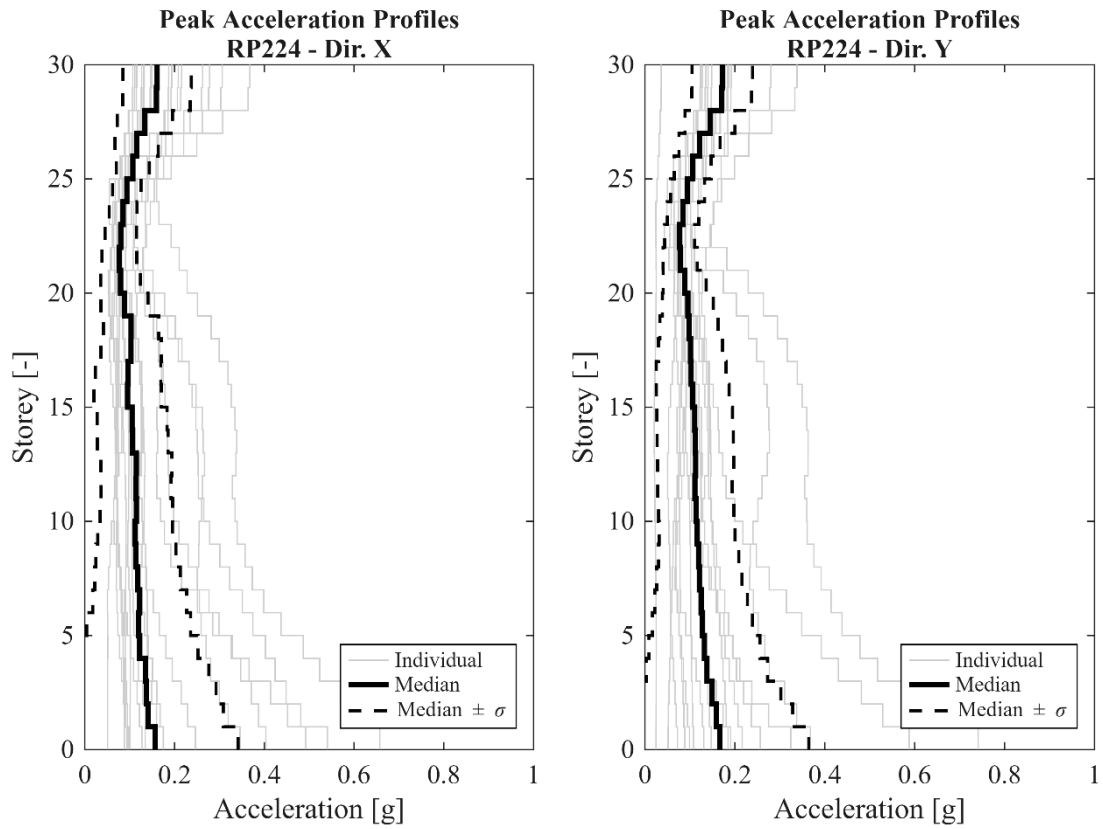 Peak Acceleration Profiles
RP224 - Dir. X
30
25
20
15
10
5
0
Storey [-]
0
0.2
0.4
0.6
0.8
1
Acceleration [g]
Individual
Median
Median ± σ
Peak Acceleration Profiles
RP224 - Dir. Y
30
25
20
15
10
5
0
Storey [-]
0
0.2
0.4
0.6
0.8
1
Acceleration [g]
Individual
Median
Median ± σ